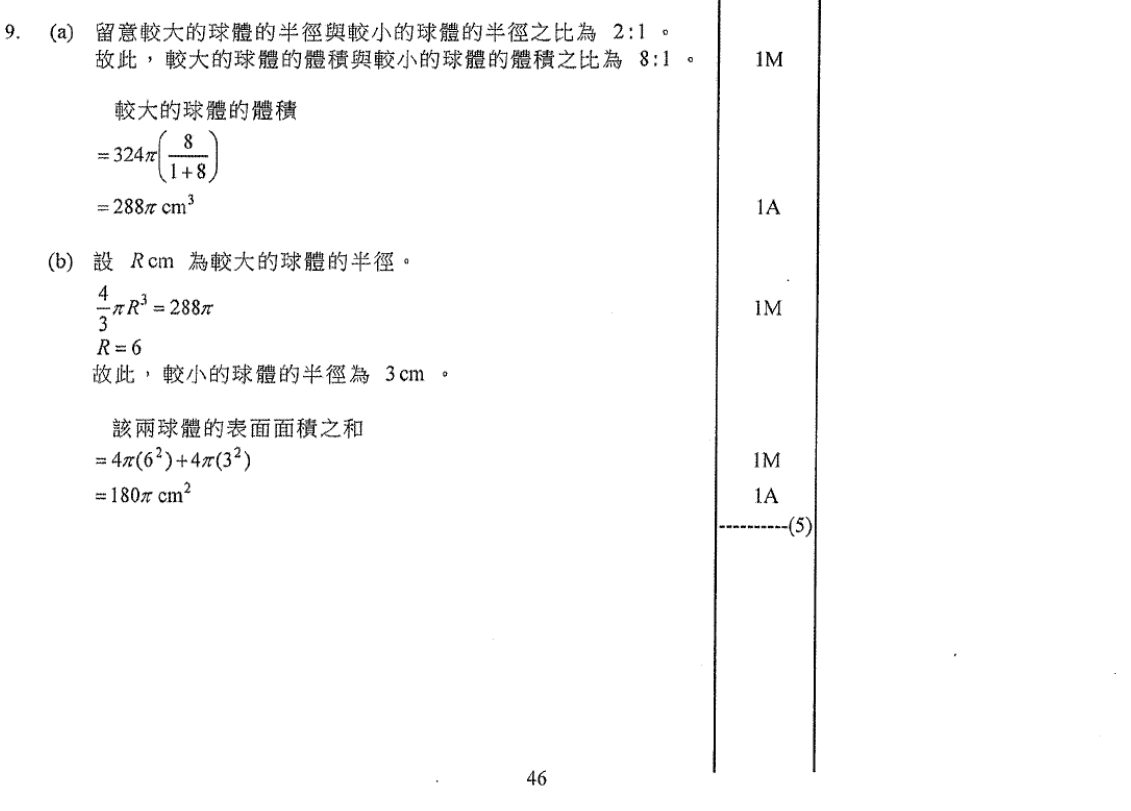 9. (a) 留意較大的球體的半徑與較小的球體的半徑之比為 2:1 。
故此，較大的球體的體積與較小的球體的體積之比為 8:1 。 1M
較大的球體的體積
=324π(8/(1+8))
=288π cm³ 1A
(b) 設 R cm 為較大的球體的半徑。
4/3 πR³ = 288π 1M
R = 6
故此，較小的球體的半徑為 3 cm 。
該兩球體的表面面積之和
= 4π(6²)+4π(3²) 1M
=180π cm² 1A
----------(5)
46